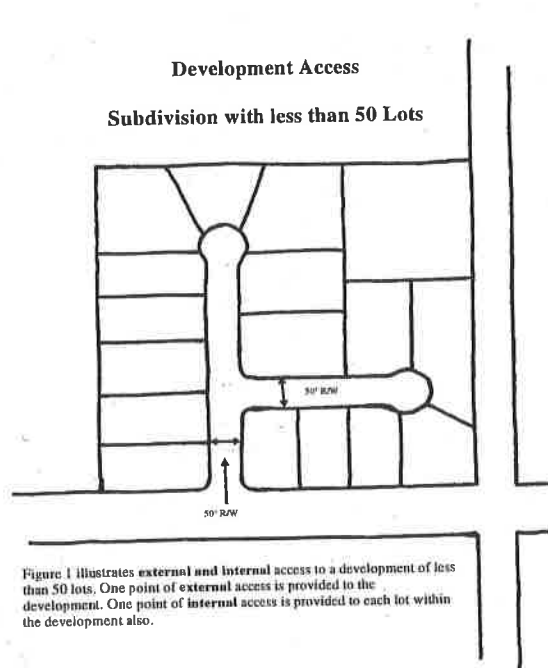 Development Access
Subdivision with less than 50 Lots
50' R/W
50' R/W
Figure 1 illustrates external and internal access to a development of less
than 50 lots. One point of external access is provided to the
development. One point of internal access is provided to each lot within
the development also.